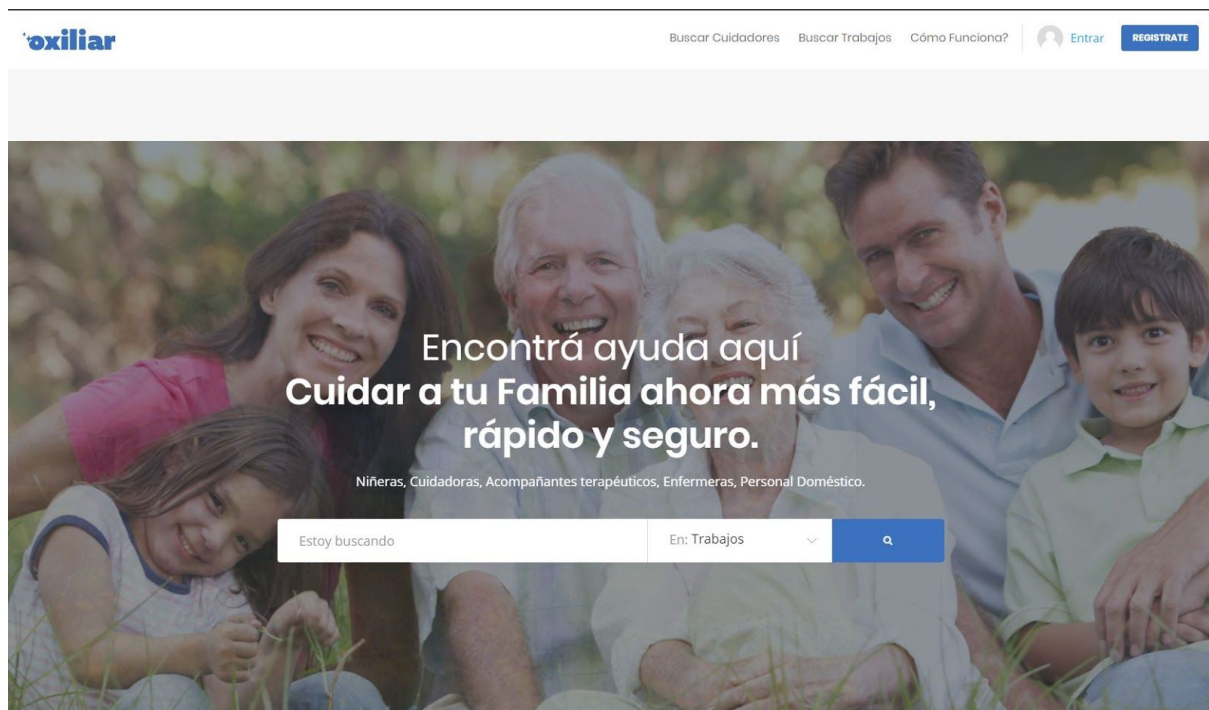 oxiliar
Buscar Cuidadores
Buscar Trabajos
Cómo Funciona?
Entrar
REGISTRATE
Encontrá ayuda aquí
Cuidar a tu Familia ahora más fácil,
rápido y seguro.
Niñeras, Cuidadoras, Acompañantes terapéuticos, Enfermeras, Personal Doméstico.
Estoy buscando
En: Trabajos